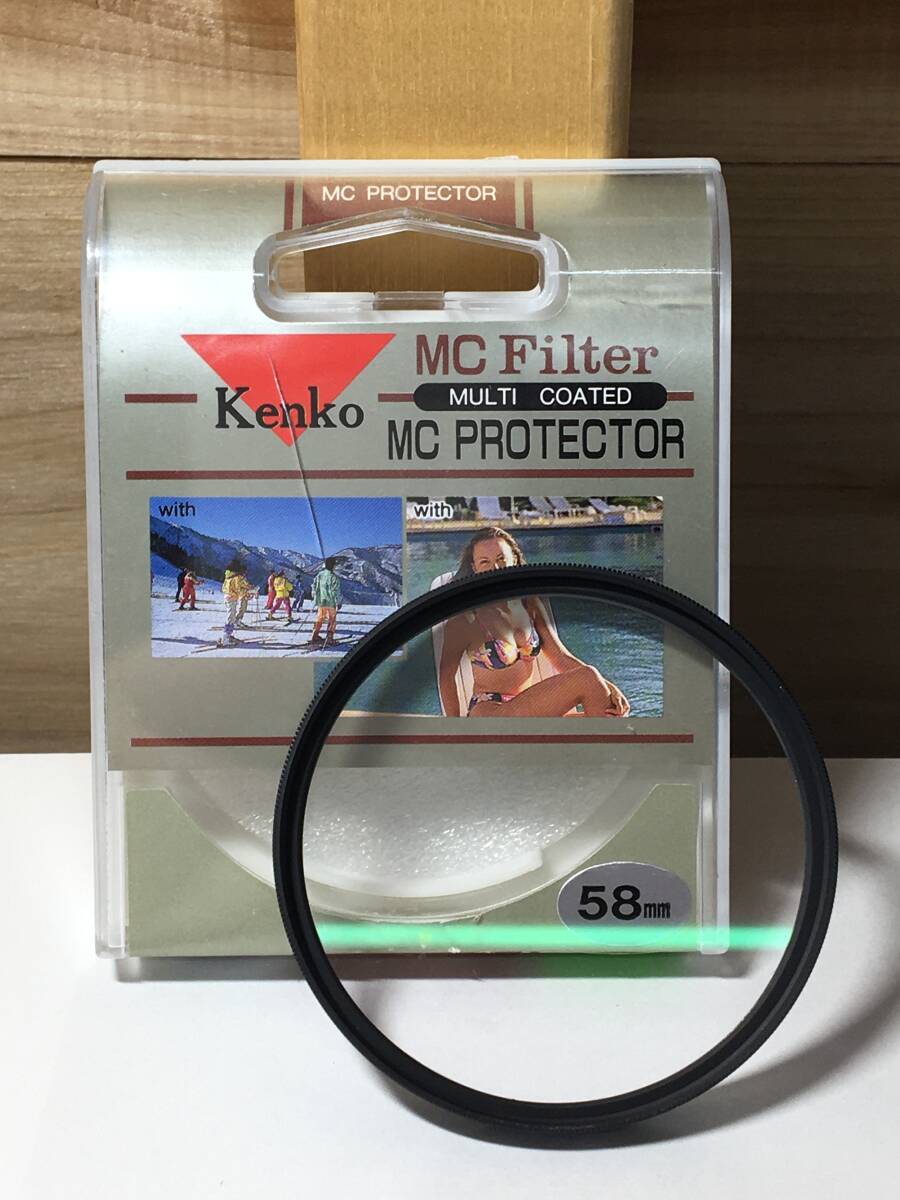 MC PROTECTOR
Kenko
MC Filter
MULTI COATED
MC PROTECTOR
with
with
58mm